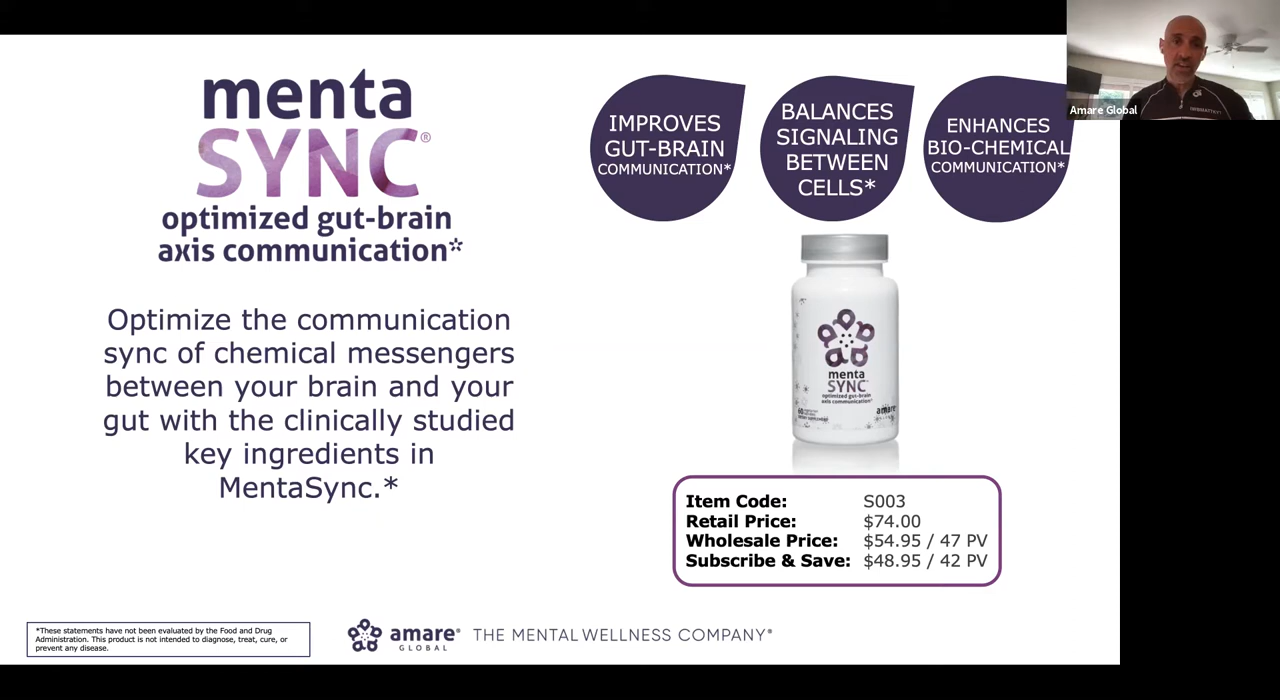 menta
SYNC®
optimized gut-brain
axis communication*
Optimize the communication
sync of chemical messengers
between your brain and your
gut with the clinically studied
key ingredients in
MentaSync.*
IMPROVES
GUT-BRAIN
COMMUNICATION*
BALANCES
SIGNALING
BETWEEN
CELLS*
ENHANCES
BIO-CHEMICAL
COMMUNICATION*
Amare Global
menta
SYNC
optimized gut-brain
axis communication*
60
amare
Item Code: S003
Retail Price: $74.00
Wholesale Price: $54.95 / 47 PV
Subscribe & Save: $48.95 / 42 PV
*These statements have not been evaluated by the Food and Drug
Administration. This product is not intended to diagnose, treat, cure, or
prevent any disease.
amare®
GLOBAL
THE MENTAL WELLNESS COMPANY®